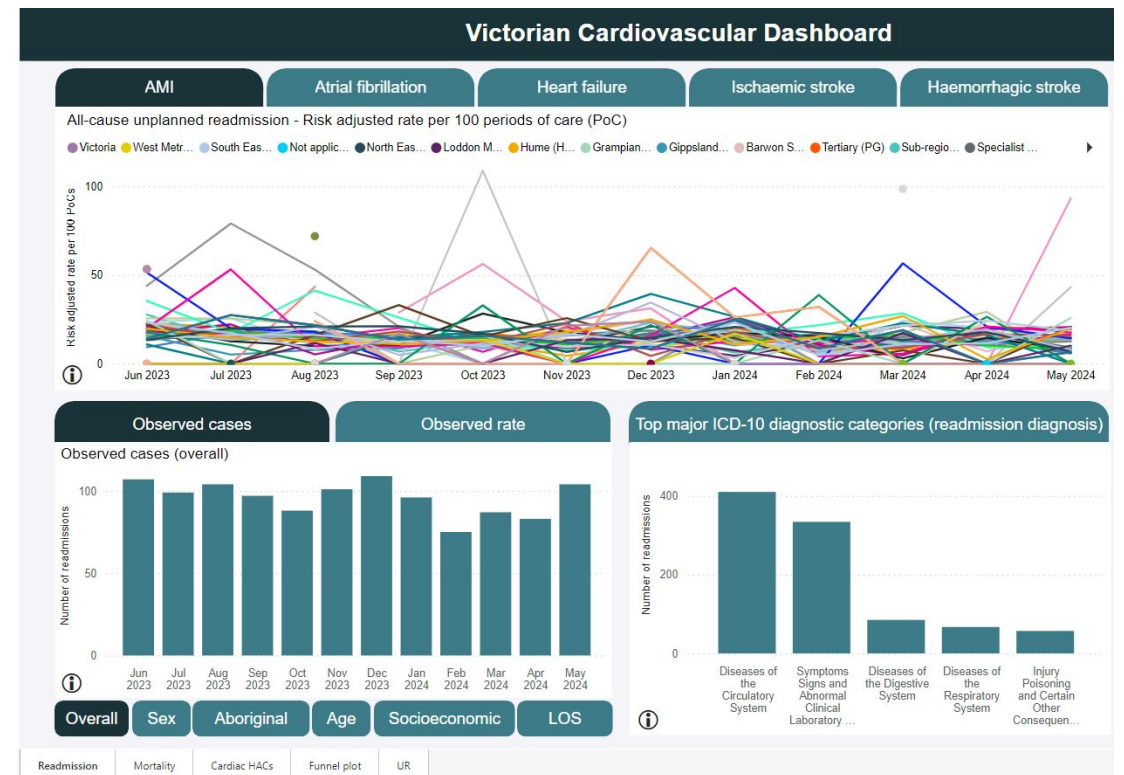 Victorian Cardiovascular Dashboard
AMI
Atrial fibrillation
Heart failure
Ischaemic stroke
Haemorrhagic stroke
All-cause unplanned readmission - Risk adjusted rate per 100 periods of care (PoC)
Victoria West Metr... South Eas... Not applic... North Eas... Loddon M... Hume (H... Grampian... Gippsland... Barwon S... Tertiary (PG) Sub-regio... Specialist ...
Risk adjusted rate per 100 PoCs
100
50
0
Jun 2023 Jul 2023 Aug 2023 Sep 2023 Oct 2023 Nov 2023 Dec 2023 Jan 2024 Feb 2024 Mar 2024 Apr 2024 May 2024
Observed cases
Observed rate
Observed cases (overall)
Number of readmissions
100
50
0
Jun Jul Aug Sep Oct Nov Dec Jan Feb Mar Apr May
2023 2023 2023 2023 2023 2023 2023 2024 2024 2024 2024 2024
Overall
Sex
Aboriginal
Age
Socioeconomic
LOS
Top major ICD-10 diagnostic categories (readmission diagnosis)
Number of readmissions
400
200
0
Diseases of
the
Circulatory
System
Symptoms
Signs and
Abnormal
Clinical
Laboratory ...
Diseases of
the Digestive
System
Diseases of
the
Respiratory
System
Injury
Poisoning
and Certain
Other
Consequen...
Readmission
Mortality
Cardiac HACs
Funnel plot
UR